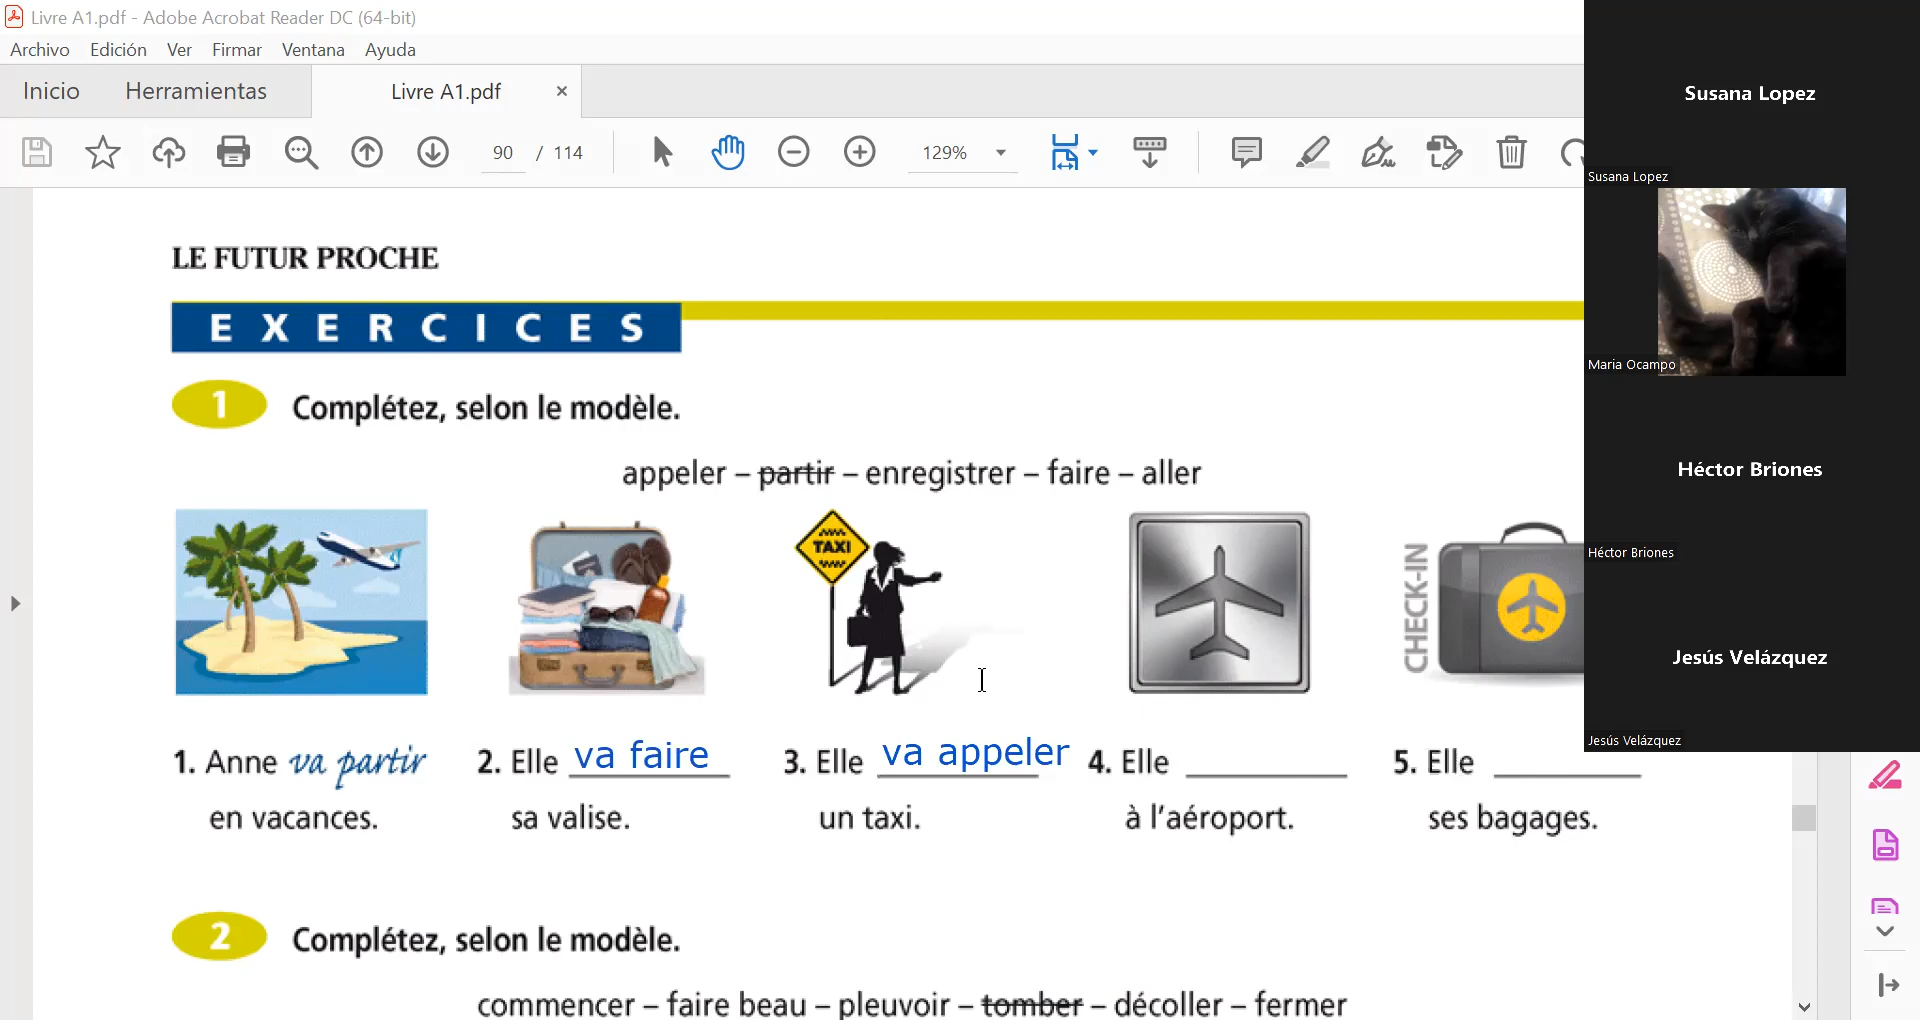 Livre A1.pdf - Adobe Acrobat Reader DC (64-bit)
Archivo Edición Ver Firmar Ventana Ayuda
Inicio Herramientas Livre A1.pdf ×
90 / 114 129%
LE FUTUR PROCHE
EXERCICES
1 Complétez, selon le modèle.
appeler – partir – enregistrer – faire – aller
TAXI
CHECK-IN
1. Anne va partir
en vacances.
2. Elle va faire
sa valise.
3. Elle va appeler
un taxi.
4. Elle ________
à l'aéroport.
5. Elle ________
ses bagages.
2 Complétez, selon le modèle.
commencer – faire beau – pleuvoir – tomber – décoller – fermer
Susana Lopez
Susana Lopez
Maria Ocampo
Héctor Briones
Héctor Briones
Jesús Velázquez
Jesús Velázquez